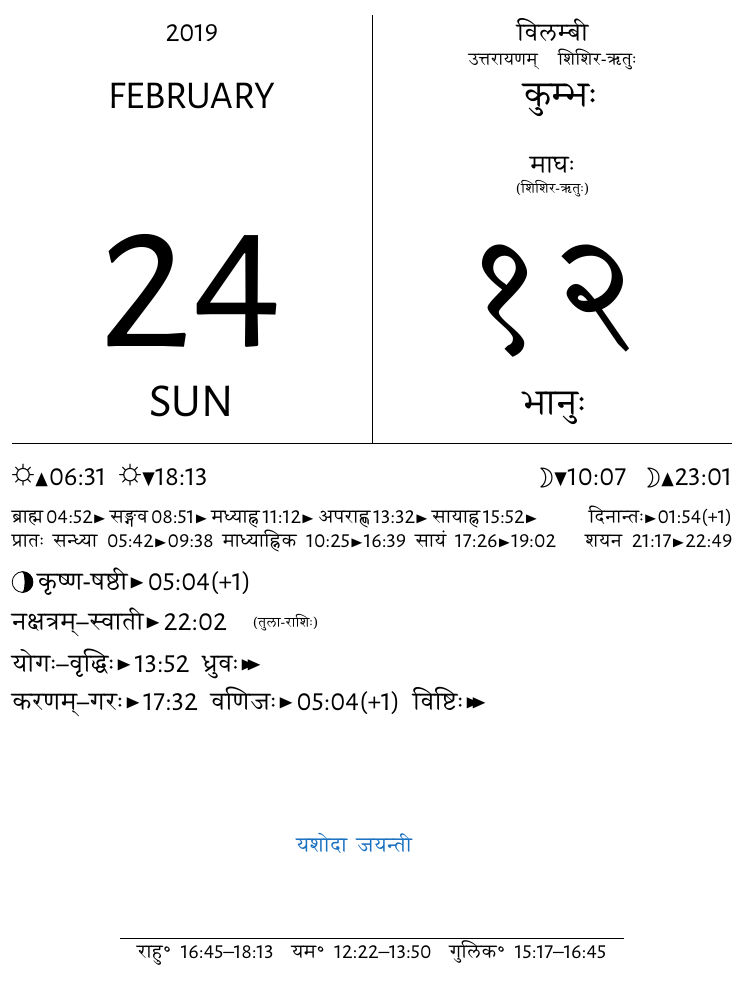 2019
FEBRUARY
24
SUN
विलम्बी
उत्तरायणम् शिशिर-ऋतुः
कुम्भः
माघः
(शिशिर-ऋतुः)
१२
भानुः
☼▲06:31 ☼▼18:13 ☽▼10:07 ☽▲23:01
ब्राह्म 04:52► सङ्गव 08:51► मध्याह्न 11:12► अपराह्ण 13:32► सायाह्न 15:52► दिनान्तः►01:54(+1)
प्रातः सन्ध्या 05:42►09:38 माध्याह्निक 10:25►16:39 सायं 17:26►19:02 शयन 21:17►22:49
कृष्ण-षष्ठी►05:04(+1)
नक्षत्रम्–स्वाती►22:02 (तुला-राशिः)
योगः–वृद्धिः►13:52 ध्रुवः►►
करणम्–गरः►17:32 वणिजः►05:04(+1) विष्टिः►►
यशोदा जयन्ती
राहु° 16:45–18:13 यम° 12:22–13:50 गुलिक° 15:17–16:45